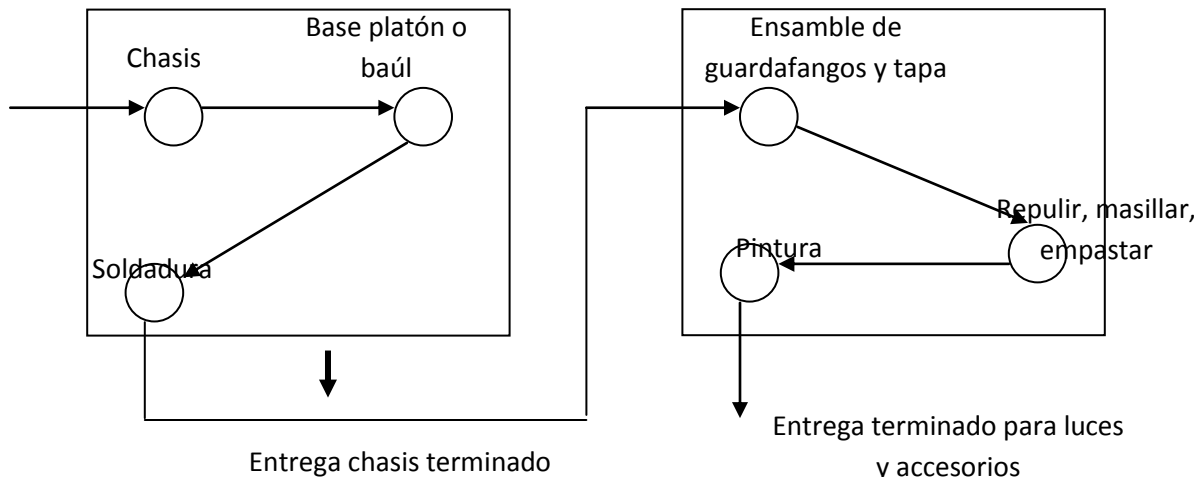 Chasis
Base platón o
baúl
Soldadura
Entrega chasis terminado
Ensamble de
guardafangos y tapa
Repulir, masillar,
empastar
Pintura
Entrega terminado para luces
y accesorios